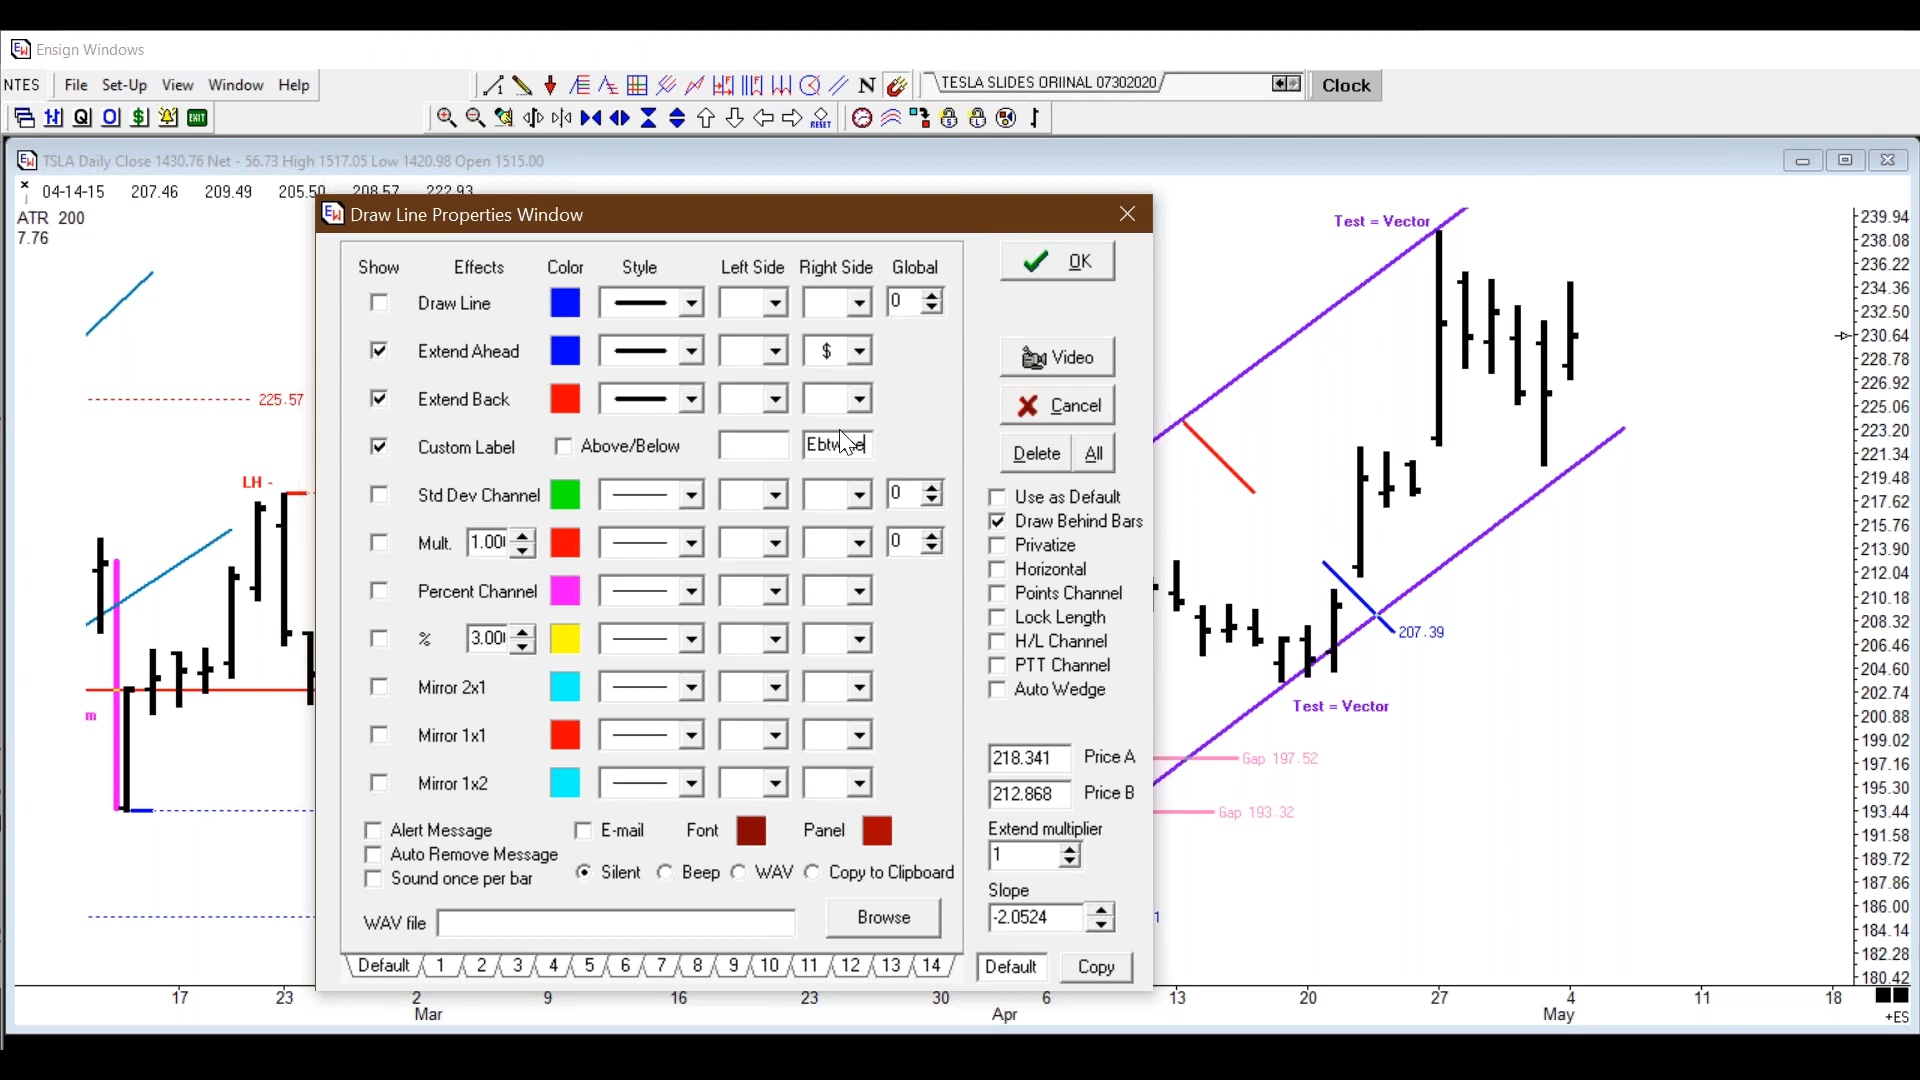 Ensign Windows
NTES File Set-Up View Window Help
N TESLA SLIDES ORIINAL 07302020 Clock
Q O $ EXIT RESET
TSLA Daily Close 1430.76 Net - 56.73 High 1517.05 Low 1420.98 Open 1515.00
04-14-15 207.46 209.49 205.50 208.57 222.93
ATR 200
7.76
225.57
LH -
m
Draw Line Properties Window
Show Effects Color Style Left Side Right Side Global
Draw Line 0
Extend Ahead $
Extend Back
Custom Label Above/Below
Std Dev Channel 0
Mult. 0
Percent Channel
%
Mirror 2x1
Mirror 1x1
Mirror 1x2
Alert Message E-mail Font Panel
Auto Remove Message
Sound once per bar Silent Beep WAV Copy to Clipboard
WAV file Browse
Default 1 2 3 4 5 6 7 8 9 10 11 12 13 14
OK
Video
Cancel
Delete All
Use as Default
Draw Behind Bars
Privatize
Horizontal
Points Channel
Lock Length
H/L Channel
PTT Channel
Auto Wedge
218.341 Price A
212.868 Price B
Extend multiplier
1
Slope
-2.0524
Default Copy
Test = Vector
207.39
Test = Vector
Gap 197.52
Gap 193.32
1
239.94
238.08
236.22
234.36
232.50
230.64
228.78
226.92
225.06
223.20
221.34
219.48
217.62
215.76
213.90
212.04
210.18
208.32
206.46
204.60
202.74
200.88
199.02
197.16
195.30
193.44
191.58
189.72
187.86
186.00
184.14
182.28
180.42
17 23 2 9 16 23 30 6 13 20 27 4 11 18
Mar Apr May
+ES